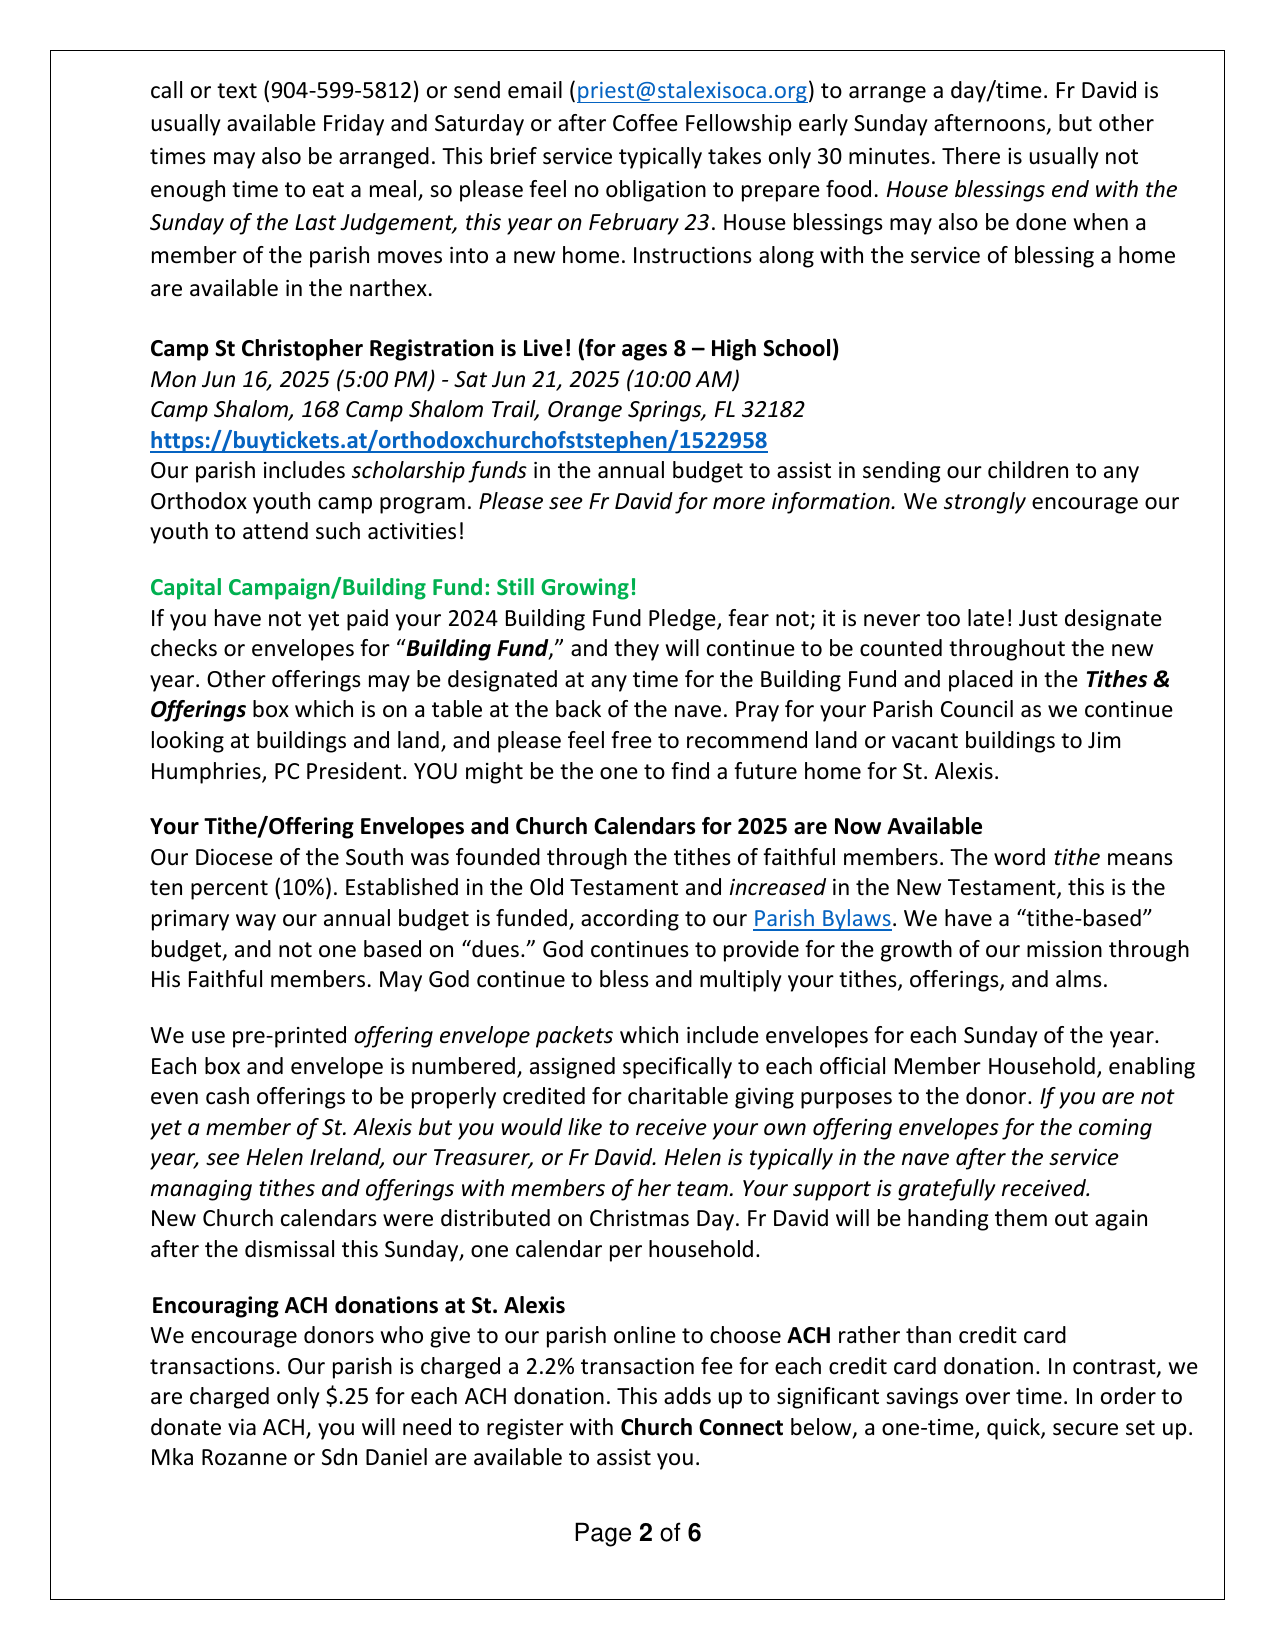 call or text (904-599-5812) or send email (priest@stalexisoca.org) to arrange a day/time. Fr David is
usually available Friday and Saturday or after Coffee Fellowship early Sunday afternoons, but other
times may also be arranged. This brief service typically takes only 30 minutes. There is usually not
enough time to eat a meal, so please feel no obligation to prepare food. House blessings end with the
Sunday of the Last Judgement, this year on February 23. House blessings may also be done when a
member of the parish moves into a new home. Instructions along with the service of blessing a home
are available in the narthex.
Camp St Christopher Registration is Live! (for ages 8 – High School)
Mon Jun 16, 2025 (5:00 PM) - Sat Jun 21, 2025 (10:00 AM)
Camp Shalom, 168 Camp Shalom Trail, Orange Springs, FL 32182
https://buytickets.at/orthodoxchurchofststephen/1522958
Our parish includes scholarship funds in the annual budget to assist in sending our children to any
Orthodox youth camp program. Please see Fr David for more information. We strongly encourage our
youth to attend such activities!
Capital Campaign/Building Fund: Still Growing!
If you have not yet paid your 2024 Building Fund Pledge, fear not; it is never too late! Just designate
checks or envelopes for “Building Fund,” and they will continue to be counted throughout the new
year. Other offerings may be designated at any time for the Building Fund and placed in the Tithes &
Offerings box which is on a table at the back of the nave. Pray for your Parish Council as we continue
looking at buildings and land, and please feel free to recommend land or vacant buildings to Jim
Humphries, PC President. YOU might be the one to find a future home for St. Alexis.
Your Tithe/Offering Envelopes and Church Calendars for 2025 are Now Available
Our Diocese of the South was founded through the tithes of faithful members. The word tithe means
ten percent (10%). Established in the Old Testament and increased in the New Testament, this is the
primary way our annual budget is funded, according to our Parish Bylaws. We have a “tithe-based”
budget, and not one based on “dues.” God continues to provide for the growth of our mission through
His Faithful members. May God continue to bless and multiply your tithes, offerings, and alms.
We use pre-printed offering envelope packets which include envelopes for each Sunday of the year.
Each box and envelope is numbered, assigned specifically to each official Member Household, enabling
even cash offerings to be properly credited for charitable giving purposes to the donor. If you are not
yet a member of St. Alexis but you would like to receive your own offering envelopes for the coming
year, see Helen Ireland, our Treasurer, or Fr David. Helen is typically in the nave after the service
managing tithes and offerings with members of her team. Your support is gratefully received.
New Church calendars were distributed on Christmas Day. Fr David will be handing them out again
after the dismissal this Sunday, one calendar per household.
Encouraging ACH donations at St. Alexis
We encourage donors who give to our parish online to choose ACH rather than credit card
transactions. Our parish is charged a 2.2% transaction fee for each credit card donation. In contrast, we
are charged only $.25 for each ACH donation. This adds up to significant savings over time. In order to
donate via ACH, you will need to register with Church Connect below, a one-time, quick, secure set up.
Mka Rozanne or Sdn Daniel are available to assist you.
Page 2 of 6